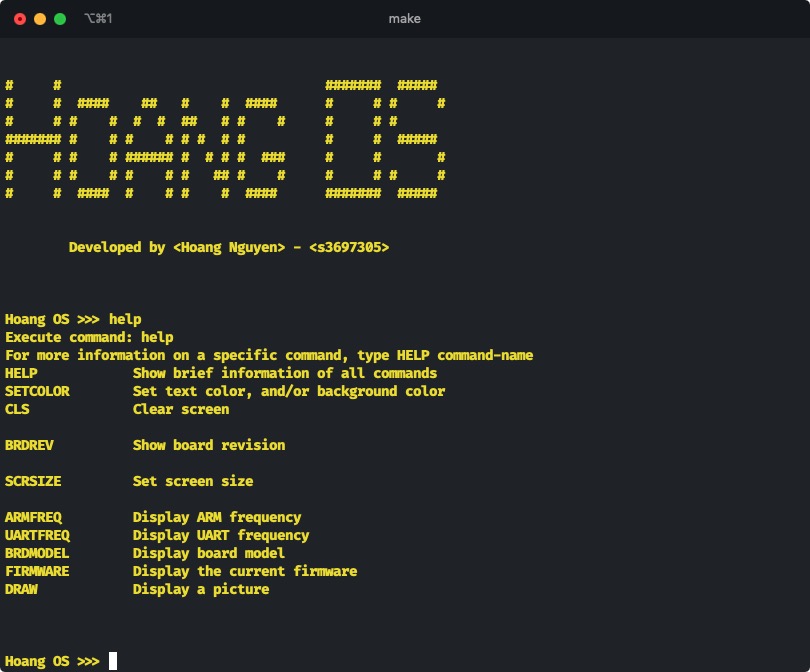 ⌥⌘1 make
HOANG OS
Developed by <Hoang Nguyen> - <s3697305>
Hoang OS >>> help
Execute command: help
For more information on a specific command, type HELP command-name
HELP Show brief information of all commands
SETCOLOR Set text color, and/or background color
CLS Clear screen
BRDREV Show board revision
SCRSIZE Set screen size
ARMFREQ Display ARM frequency
UARTFREQ Display UART frequency
BRDMODEL Display board model
FIRMWARE Display the current firmware
DRAW Display a picture
Hoang OS >>>